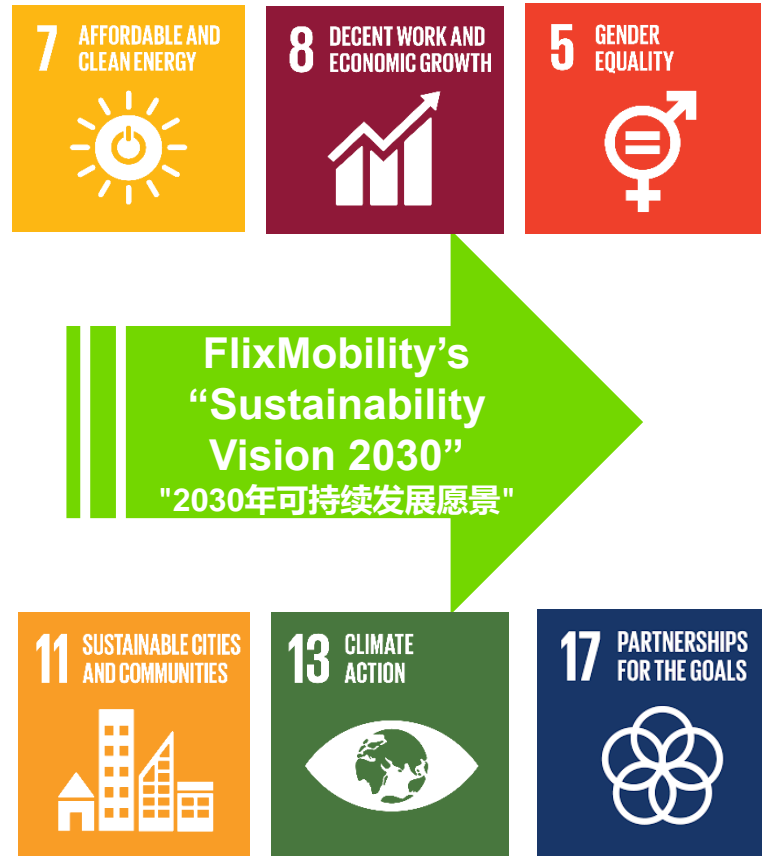 7 AFFORDABLE AND
CLEAN ENERGY
8 DECENT WORK AND
ECONOMIC GROWTH
5 GENDER
EQUALITY
FlixMobility’s
“Sustainability
Vision 2030”
"2030年可持续发展愿景"
11 SUSTAINABLE CITIES
AND COMMUNITIES
13 CLIMATE
ACTION
17 PARTNERSHIPS
FOR THE GOALS